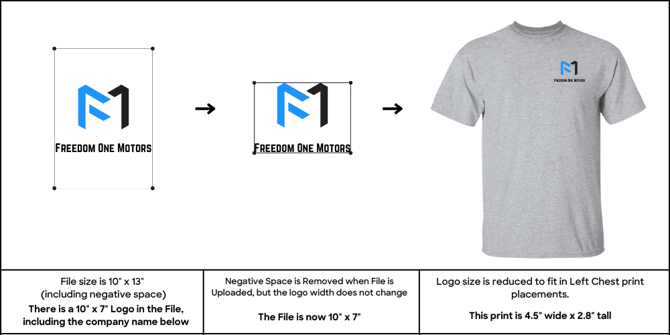 FREEDOM ONE MOTORS
FREEDOM ONE MOTORS
FREEDOM ONE MOTORS
File size is 10" x 13"
(including negative space)
There is a 10" x 7" Logo in the File,
including the company name below
Negative Space is Removed when File is
Uploaded, but the logo width does not change
The File is now 10" x 7"
Logo size is reduced to fit in Left Chest print
placements.
This print is 4.5" wide x 2.8" tall